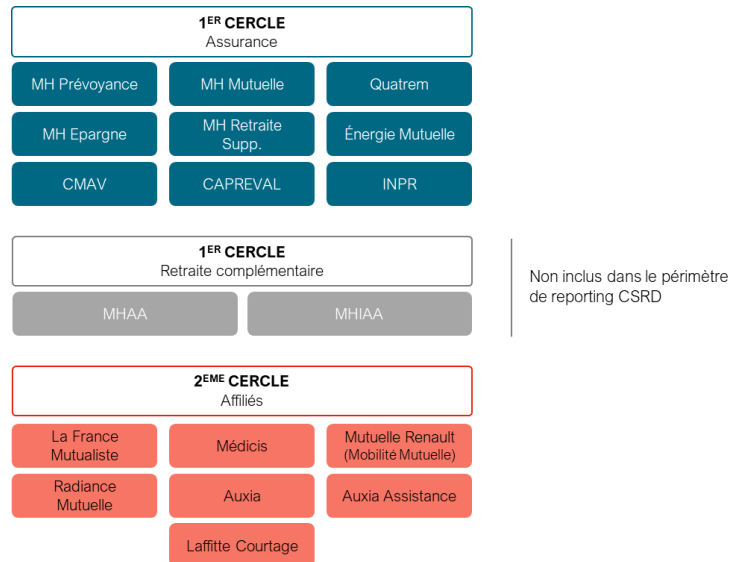 1ER CERCLE
Assurance
MH Prévoyance
MH Mutuelle
Quatrem
MH Epargne
MH Retraite
Supp.
Énergie Mutuelle
CMAV
CAPREVAL
INPR
1ER CERCLE
Retraite complémentaire
MHAA
MHIAA
Non inclus dans le périmètre
de reporting CSRD
2EME CERCLE
Affiliés
La France
Mutualiste
Médicis
Mutuelle Renault
(Mobilité Mutuelle)
Radiance
Mutuelle
Auxia
Auxia Assistance
Laffitte Courtage